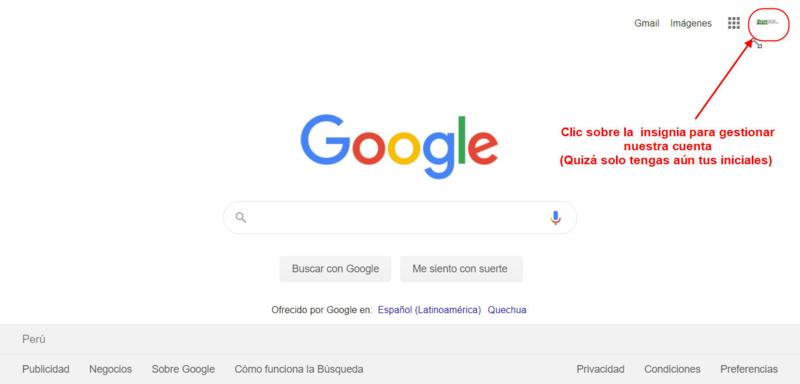 Gmail Imágenes
Clic sobre la insignia para gestionar
nuestra cuenta
(Quizá solo tengas aún tus iniciales)
Google
Buscar con Google Me siento con suerte
Ofrecido por Google en: Español (Latinoamérica) Quechua
Perú
Publicidad Negocios Sobre Google Cómo funciona la Búsqueda Privacidad Condiciones Preferencias